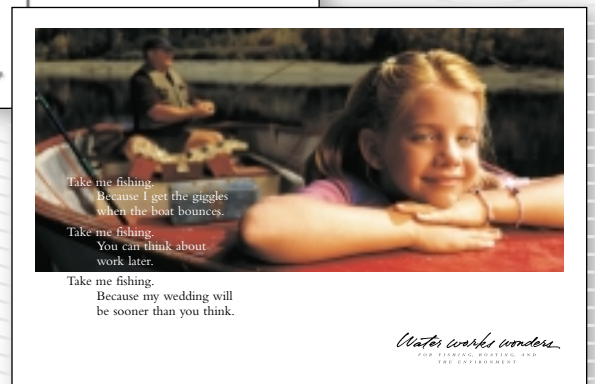 Take me fishing.
Because I get the giggles
when the boat bounces.
Take me fishing.
You can think about
work later.
Take me fishing.
Because my wedding will
be sooner than you think.
Water works wonders
FOR FISHING, BOATING, AND
THE ENVIRONMENT